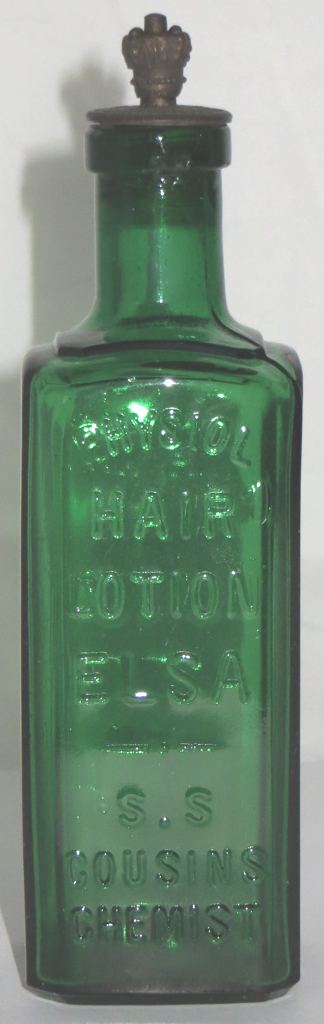 PHYSIOL
HAIR
LOTION
ELSA
S.S
COUSINS
CHEMIST